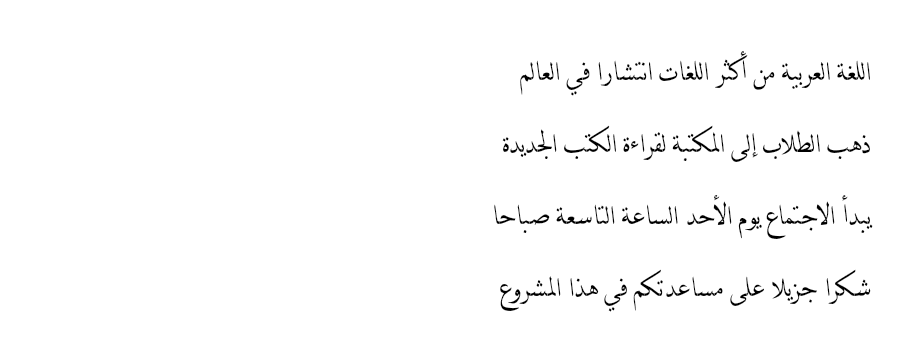 اللغة العربية من أكثر اللغات انتشارا في العالم
ذهب الطلاب إلى المكتبة لقراءة الكتب الجديدة
يبدأ الاجتماع يوم الأحد الساعة التاسعة صباحا
شكرا جزيلا على مساعدتكم في هذا المشروع